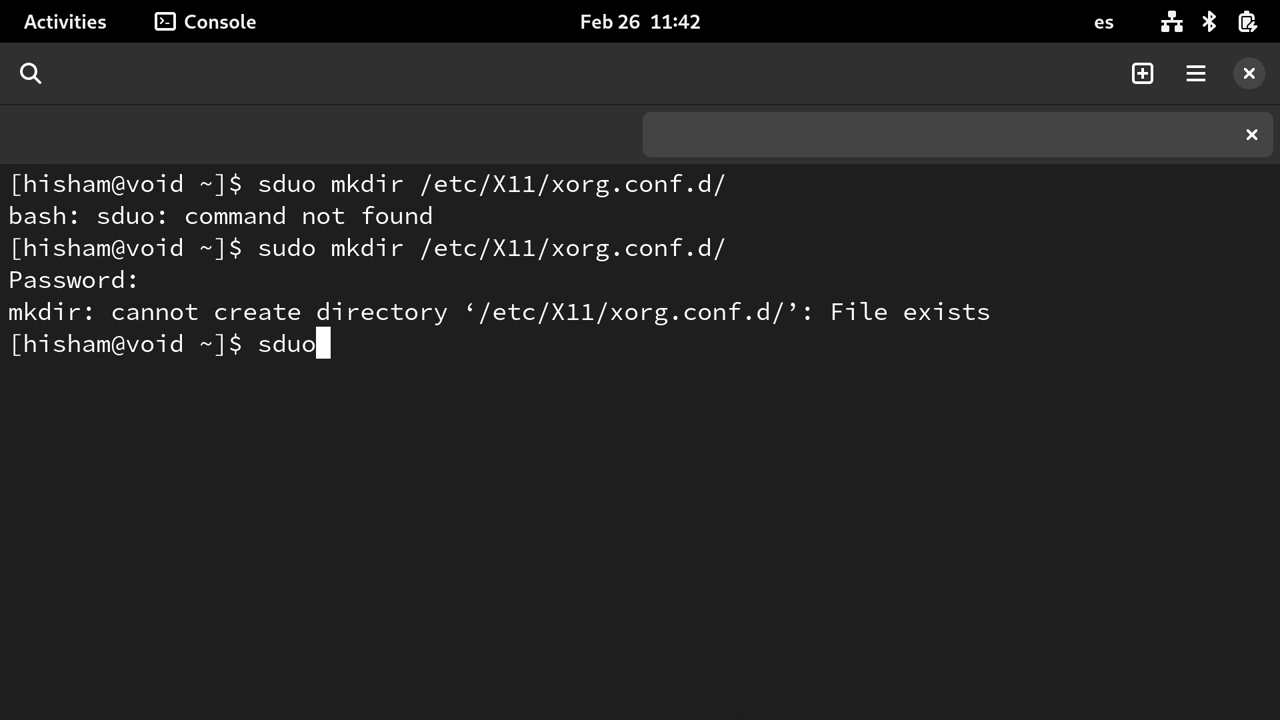 Activities Console Feb 26 11:42 es
[hisham@void ~]$ sduo mkdir /etc/X11/xorg.conf.d/
bash: sduo: command not found
[hisham@void ~]$ sudo mkdir /etc/X11/xorg.conf.d/
Password:
mkdir: cannot create directory ‘/etc/X11/xorg.conf.d/’: File exists
[hisham@void ~]$ sduo